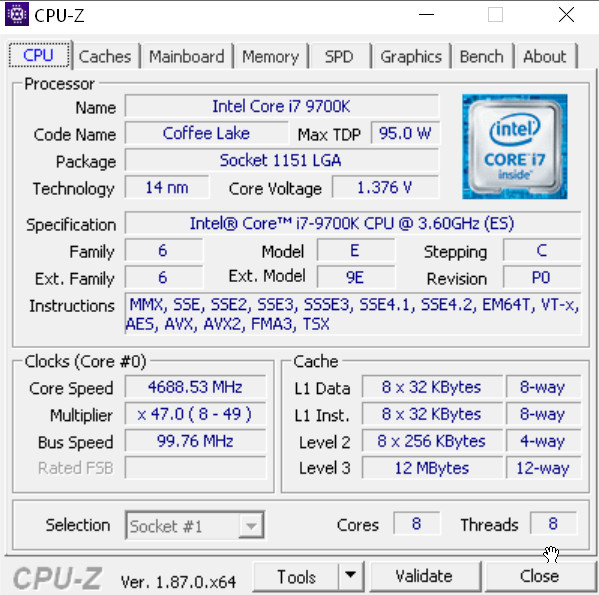 CPU-Z
CPU Caches Mainboard Memory SPD Graphics Bench About
Processor
Name Intel Core i7 9700K
Code Name Coffee Lake Max TDP 95.0 W
Package Socket 1151 LGA
Technology 14 nm Core Voltage 1.376 V
intel®
CORE™ i7
inside™
Specification Intel® Core™ i7-9700K CPU @ 3.60GHz (ES)
Family 6 Model E Stepping C
Ext. Family 6 Ext. Model 9E Revision P0
Instructions MMX, SSE, SSE2, SSE3, SSSE3, SSE4.1, SSE4.2, EM64T, VT-x,
AES, AVX, AVX2, FMA3, TSX
Clocks (Core #0)
Core Speed 4688.53 MHz
Multiplier x 47.0 ( 8 - 49 )
Bus Speed 99.76 MHz
Rated FSB
Cache
L1 Data 8 x 32 KBytes 8-way
L1 Inst. 8 x 32 KBytes 8-way
Level 2 8 x 256 KBytes 4-way
Level 3 12 MBytes 12-way
Selection Socket #1 Cores 8 Threads 8
CPU-Z Ver. 1.87.0.x64 Tools Validate Close